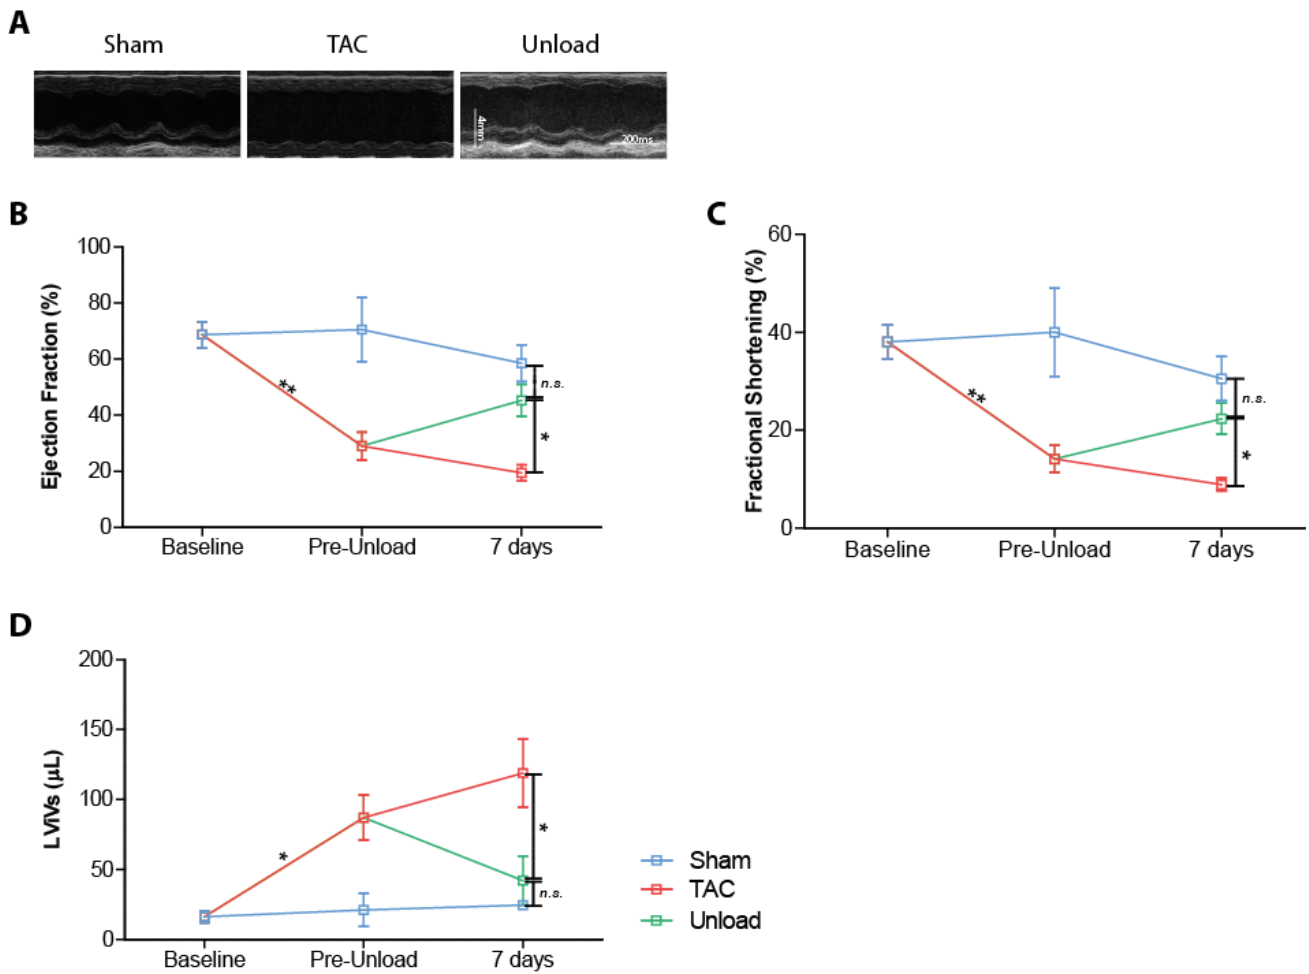 A
Sham TAC Unload
4mm
200ms
B
Ejection Fraction (%)
100
80
60
40
20
0
**
n.s.
*
Baseline Pre-Unload 7 days
C
Fractional Shortening (%)
60
40
20
0
**
n.s.
*
Baseline Pre-Unload 7 days
D
LViVs (µL)
200
150
100
50
0
*
*
n.s.
Baseline Pre-Unload 7 days
Sham
TAC
Unload